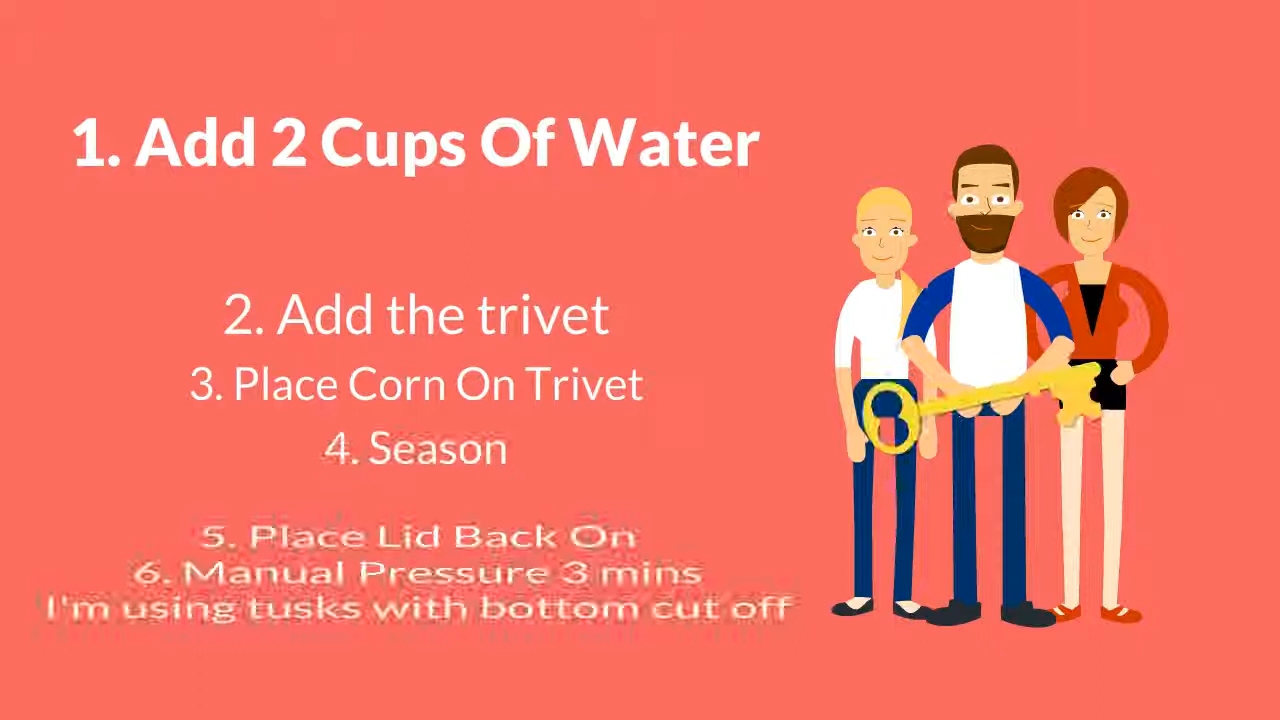 1. Add 2 Cups Of Water
2. Add the trivet
3. Place Corn On Trivet
4. Season
5. Place Lid Back On
6. Manual Pressure 3 mins
I'm using tusks with bottom cut off